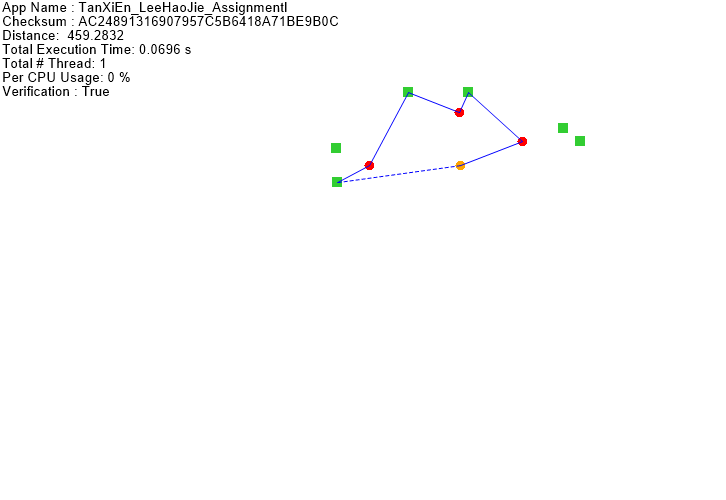 App Name : TanXiEn_LeeHaoJie_AssignmentI
Checksum : AC24891316907957C5B6418A71BE9B0C
Distance:  459.2832
Total Execution Time: 0.0696 s
Total # Thread: 1
Per CPU Usage: 0 %
Verification : True